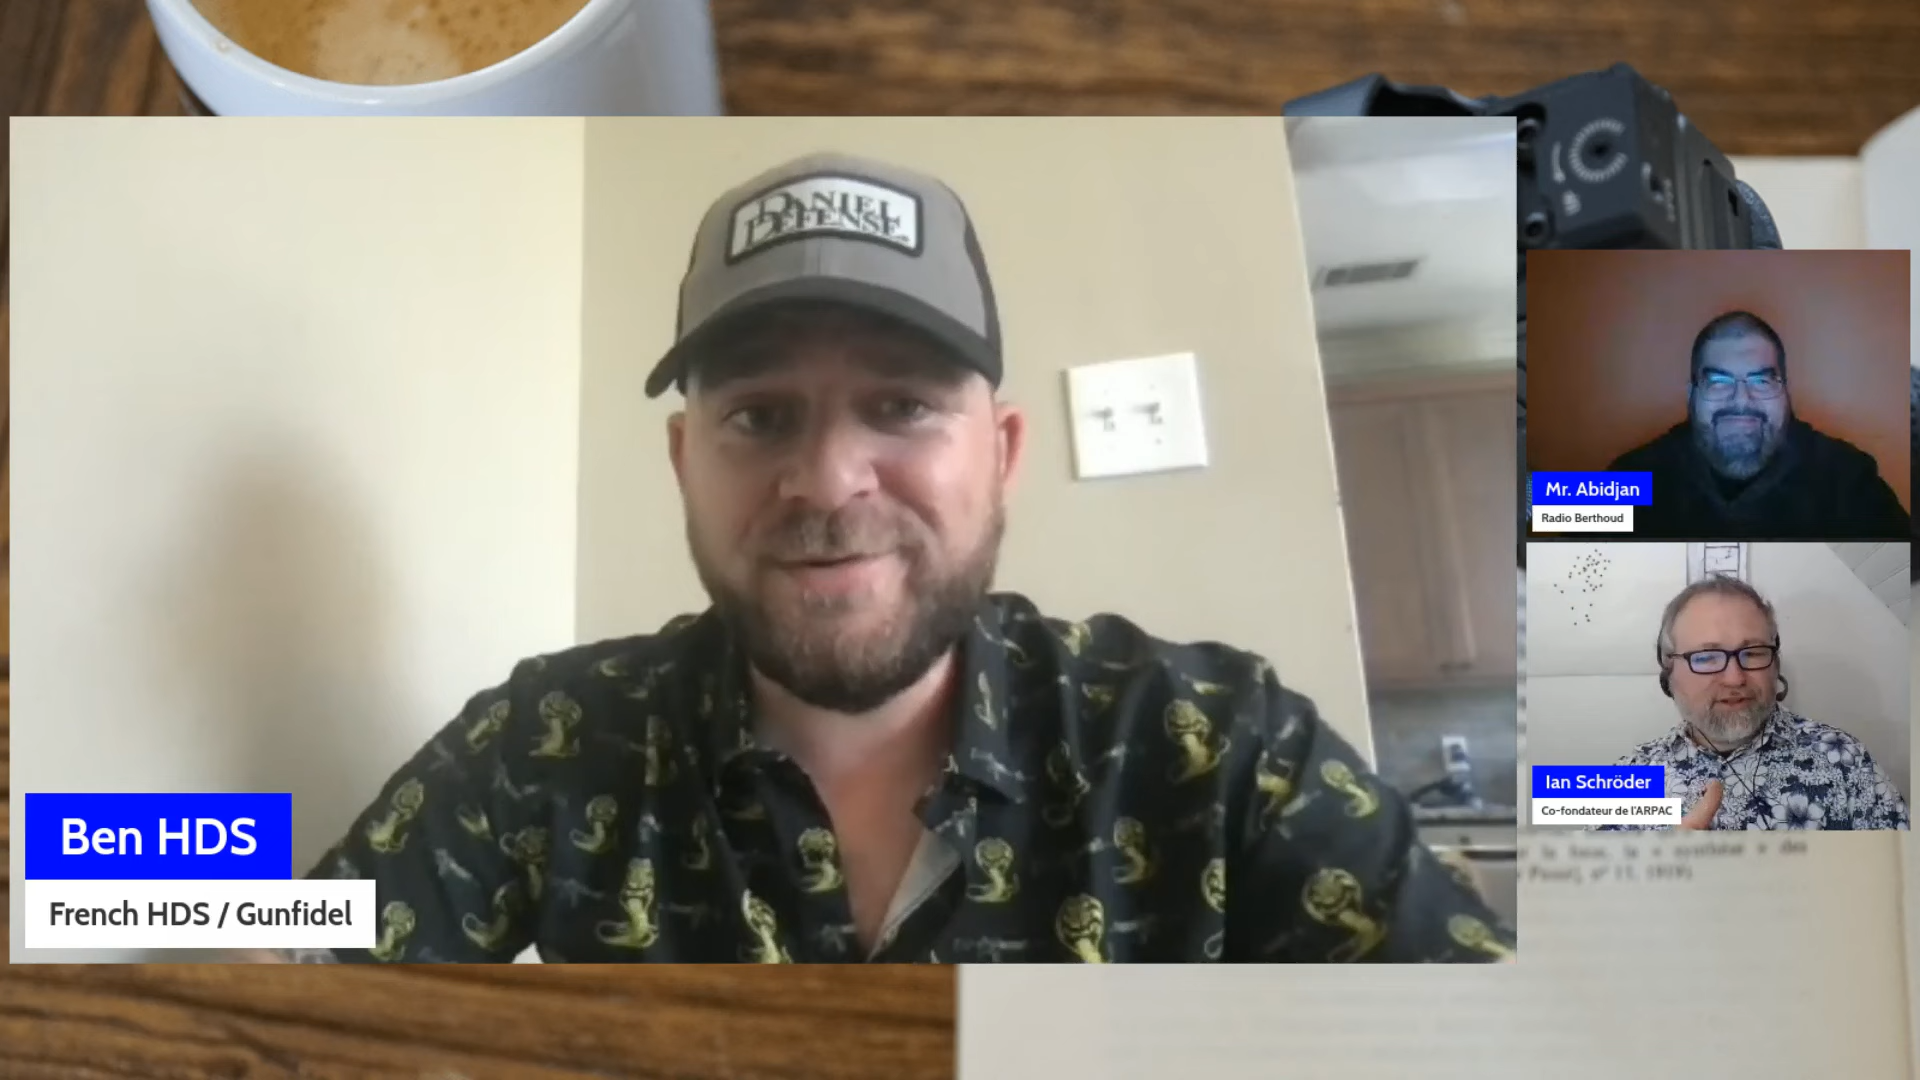 DANIEL
DEFENSE
Ben HDS
French HDS / Gunfidel
Mr. Abidjan
Radio Berthoud
Ian Schröder
Co-fondateur de l'ARPAC